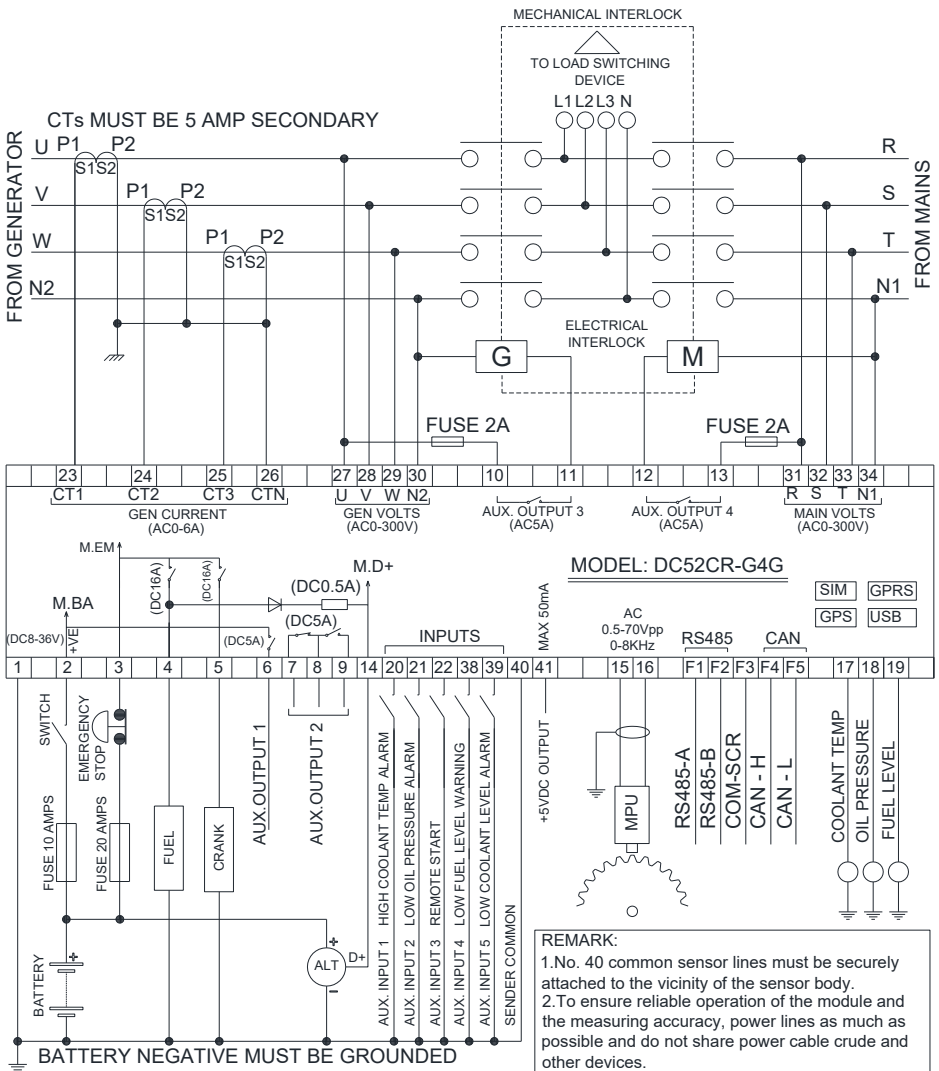 MECHANICAL INTERLOCK
TO LOAD SWITCHING
DEVICE
L1 L2 L3 N
CTs MUST BE 5 AMP SECONDARY
FROM GENERATOR
U P1 P2
S1S2
V P1 P2
S1S2
W P1 P2
S1S2
N2
R
S
T
N1
FROM MAINS
ELECTRICAL
INTERLOCK
G
M
FUSE 2A
FUSE 2A
23 24 25 26 27 28 29 30 10 11 12 13 31 32 33 34
CT1 CT2 CT3 CTN U V W N2 R S T N1
GEN CURRENT
(AC0-6A)
GEN VOLTS
(AC0-300V)
AUX. OUTPUT 3
(AC5A)
AUX. OUTPUT 4
(AC5A)
MAIN VOLTS
(AC0-300V)
M.EM
(DC16A)
(DC16A)
M.D+
(DC0.5A)
M.BA
(DC8-36V)
+VE
(DC5A)
(DC5A)
INPUTS
MAX 50mA
MODEL: DC52CR-G4G
AC
0.5-70Vpp
0-8KHz
RS485
CAN
SIM
GPRS
GPS
USB
1 2 3 4 5 6 7 8 9 14 20 21 22 38 39 40 41 15 16 F1 F2 F3 F4 F5 17 18 19
SWITCH
EMERGENCY
STOP
FUSE 10 AMPS
FUSE 20 AMPS
FUEL
CRANK
AUX.OUTPUT 1
AUX.OUTPUT 2
AUX. INPUT 1 HIGH COOLANT TEMP ALARM
AUX. INPUT 2 LOW OIL PRESSURE ALARM
AUX. INPUT 3 REMOTE START
AUX. INPUT 4 LOW FUEL LEVEL WARNING
AUX. INPUT 5 LOW COOLANT LEVEL ALARM
SENDER COMMON
+5VDC OUTPUT
MPU
RS485-A
RS485-B
COM-SCR
CAN - H
CAN - L
COOLANT TEMP
OIL PRESSURE
FUEL LEVEL
BATTERY
+
+
ALT
D+
–
BATTERY NEGATIVE MUST BE GROUNDED
REMARK:
1.No. 40 common sensor lines must be securely
attached to the vicinity of the sensor body.
2.To ensure reliable operation of the module and
the measuring accuracy, power lines as much as
possible and do not share power cable crude and
other devices.